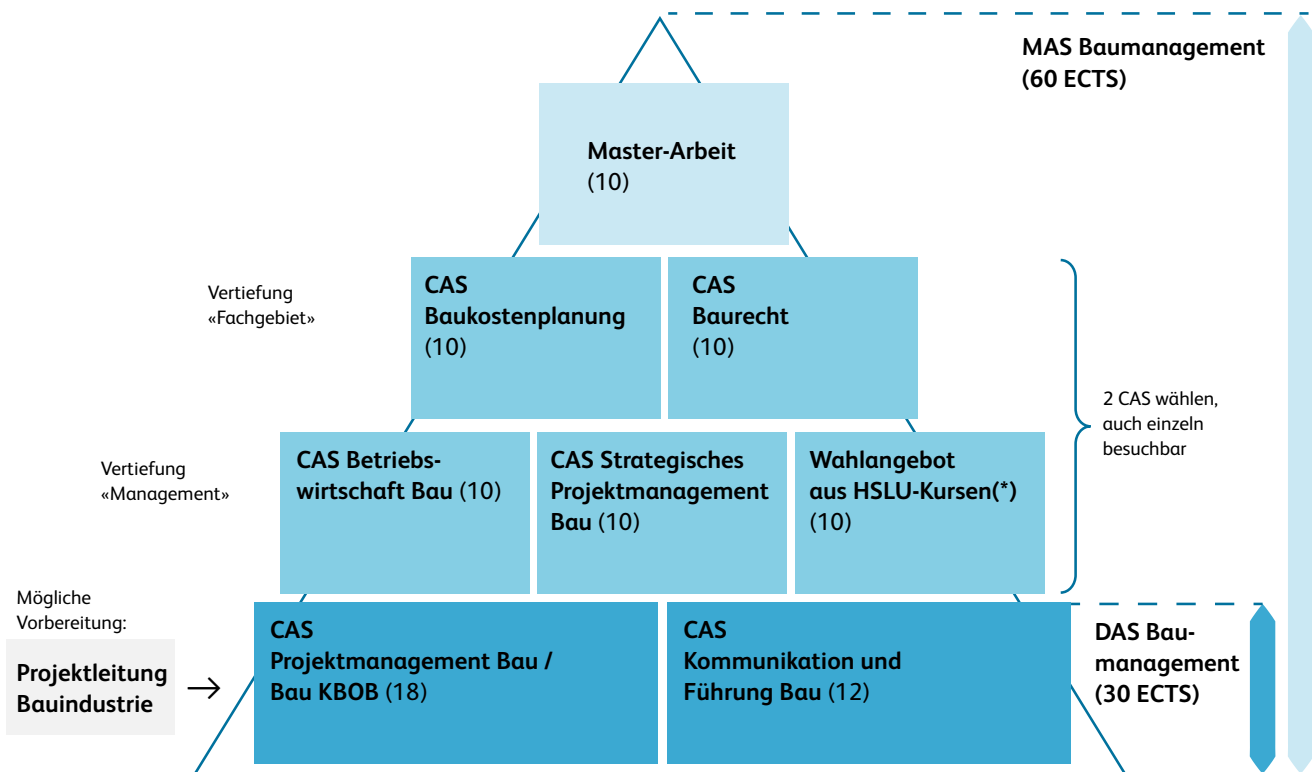 MAS Baumanagement
(60 ECTS)
Master-Arbeit
(10)
Vertiefung
«Fachgebiet»
CAS
Baukostenplanung
(10)
CAS
Baurecht
(10)
2 CAS wählen,
auch einzeln
besuchbar
Vertiefung
«Management»
CAS Betriebs-
wirtschaft Bau (10)
CAS Strategisches
Projektmanagement
Bau (10)
Wahlangebot
aus HSLU-Kursen(*)
(10)
Mögliche
Vorbereitung:
Projektleitung
Bauindustrie
CAS
Projektmanagement Bau /
Bau KBOB (18)
CAS
Kommunikation und
Führung Bau (12)
DAS Bau-
management
(30 ECTS)